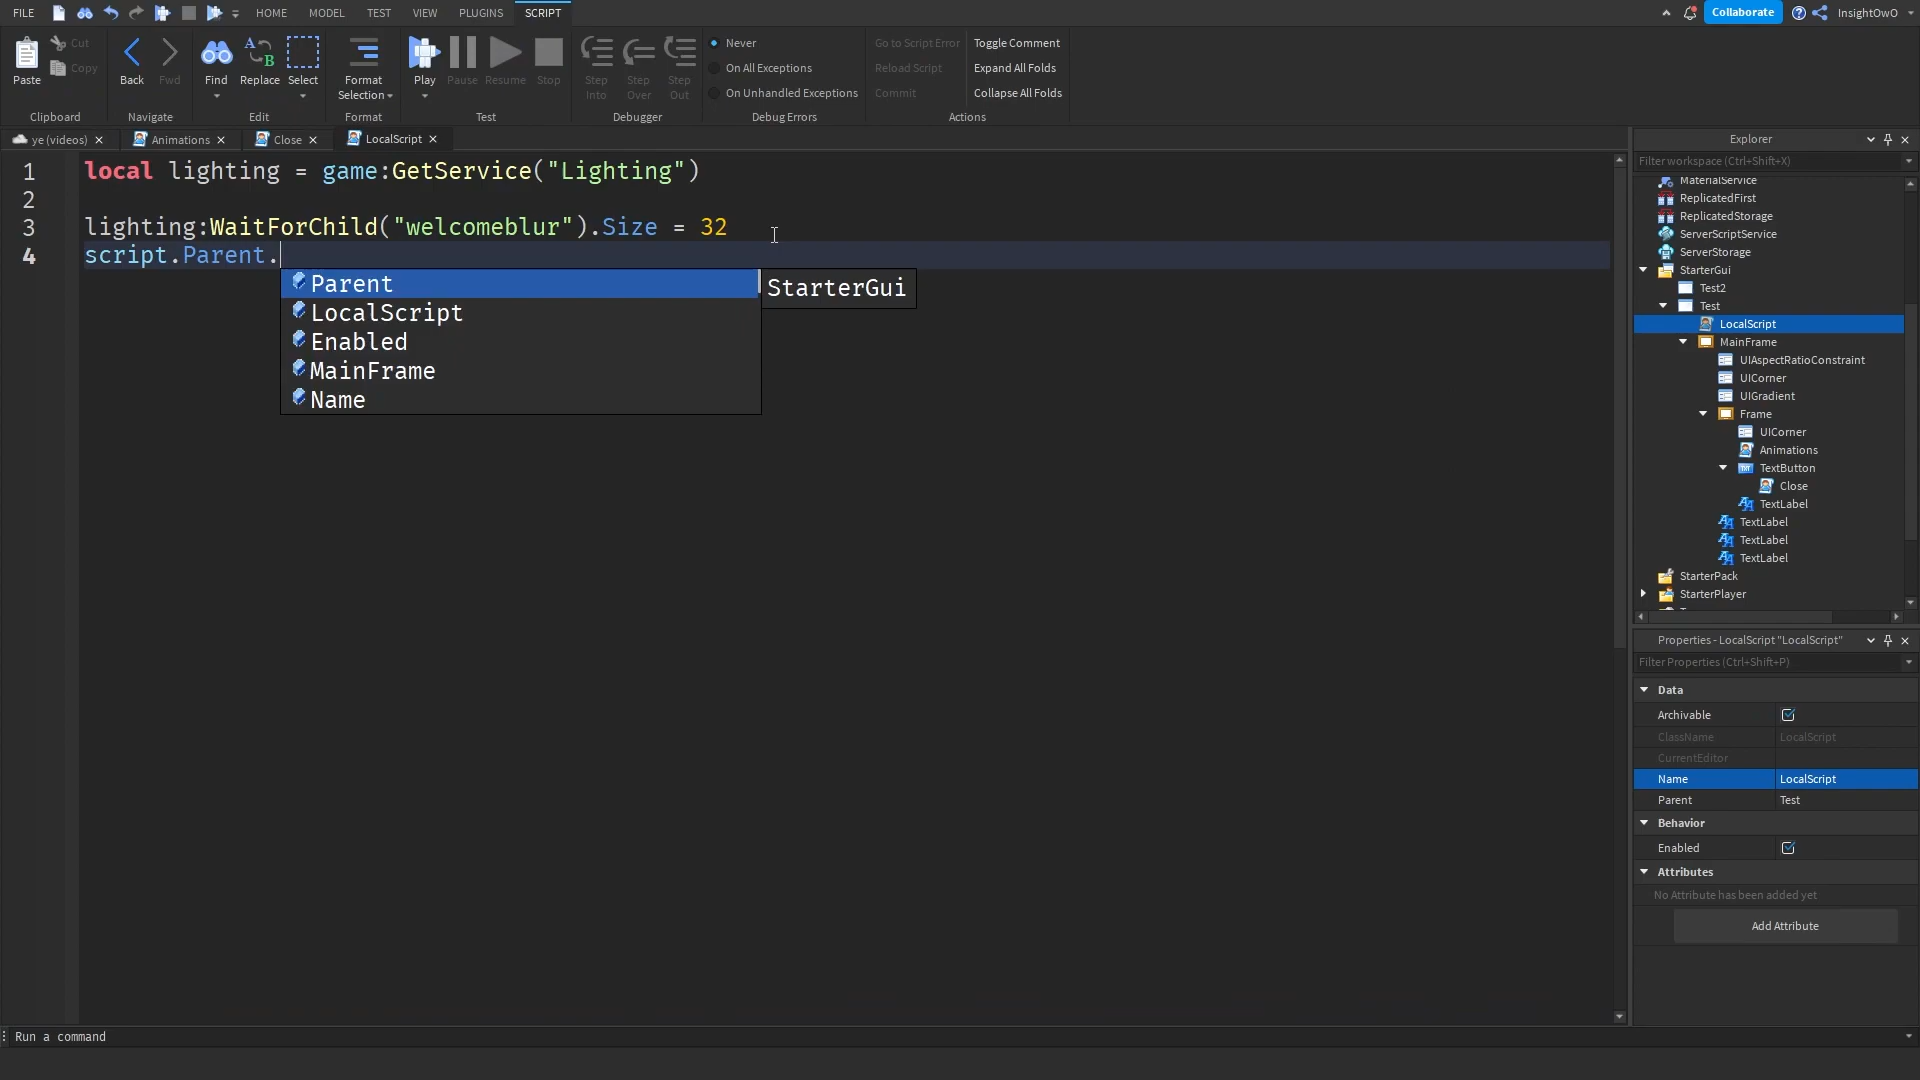 FILE
HOME
MODEL
TEST
VIEW
PLUGINS
SCRIPT
Collaborate
InsightOwO
Paste
Cut
Copy
Clipboard
Back
Fwd
Navigate
Find
Replace
Select
Edit
Format
Selection
Format
Play
Pause
Resume
Stop
Test
Step
Into
Step
Over
Step
Out
Debugger
Never
On All Exceptions
On Unhandled Exceptions
Debug Errors
Go to Script Error
Reload Script
Commit
Toggle Comment
Expand All Folds
Collapse All Folds
Actions
ye (videos)
Animations
Close
LocalScript
1 local lighting = game:GetService("Lighting")
2
3 lighting:WaitForChild("welcomeblur").Size = 32
4 script.Parent.
Parent
LocalScript
Enabled
MainFrame
Name
StarterGui
Explorer
Filter workspace (Ctrl+Shift+X)
MaterialService
ReplicatedFirst
ReplicatedStorage
ServerScriptService
ServerStorage
StarterGui
Test2
Test
LocalScript
MainFrame
UIAspectRatioConstraint
UICorner
UIGradient
Frame
UICorner
Animations
TextButton
Close
TextLabel
TextLabel
TextLabel
TextLabel
StarterPack
StarterPlayer
Properties - LocalScript "LocalScript"
Filter Properties (Ctrl+Shift+P)
Data
Archivable
ClassName LocalScript
CurrentEditor
Name LocalScript
Parent Test
Behavior
Enabled
Attributes
No Attribute has been added yet
Add Attribute
Run a command